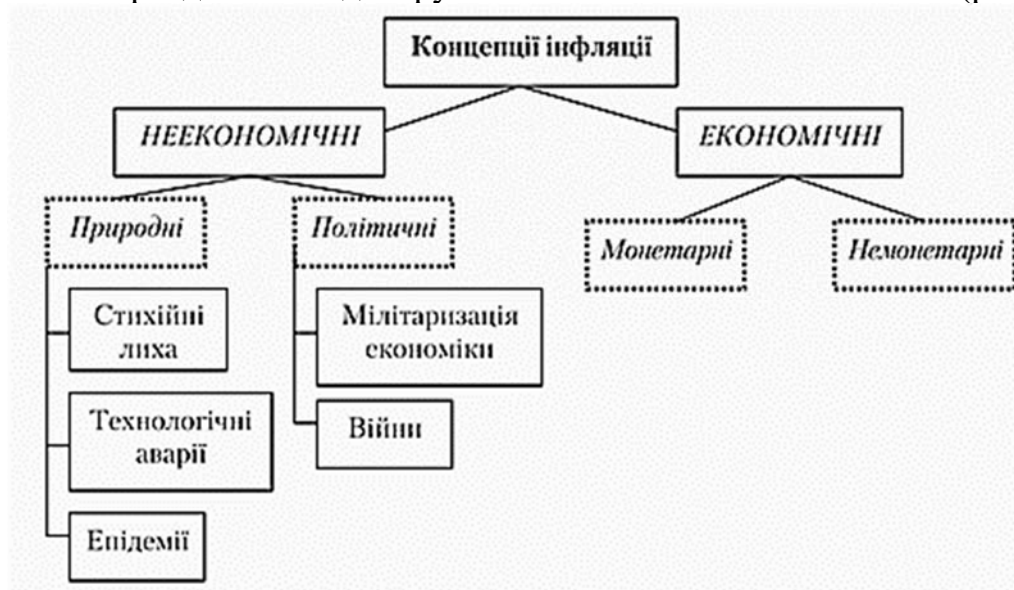 Концепції інфляції
НЕЕКОНОМІЧНІ
ЕКОНОМІЧНІ
Природні
Політичні
Монетарні
Немонетарні
Стихійні
лиха
Мілітаризація
економіки
Технологічні
аварії
Війни
Епідемії